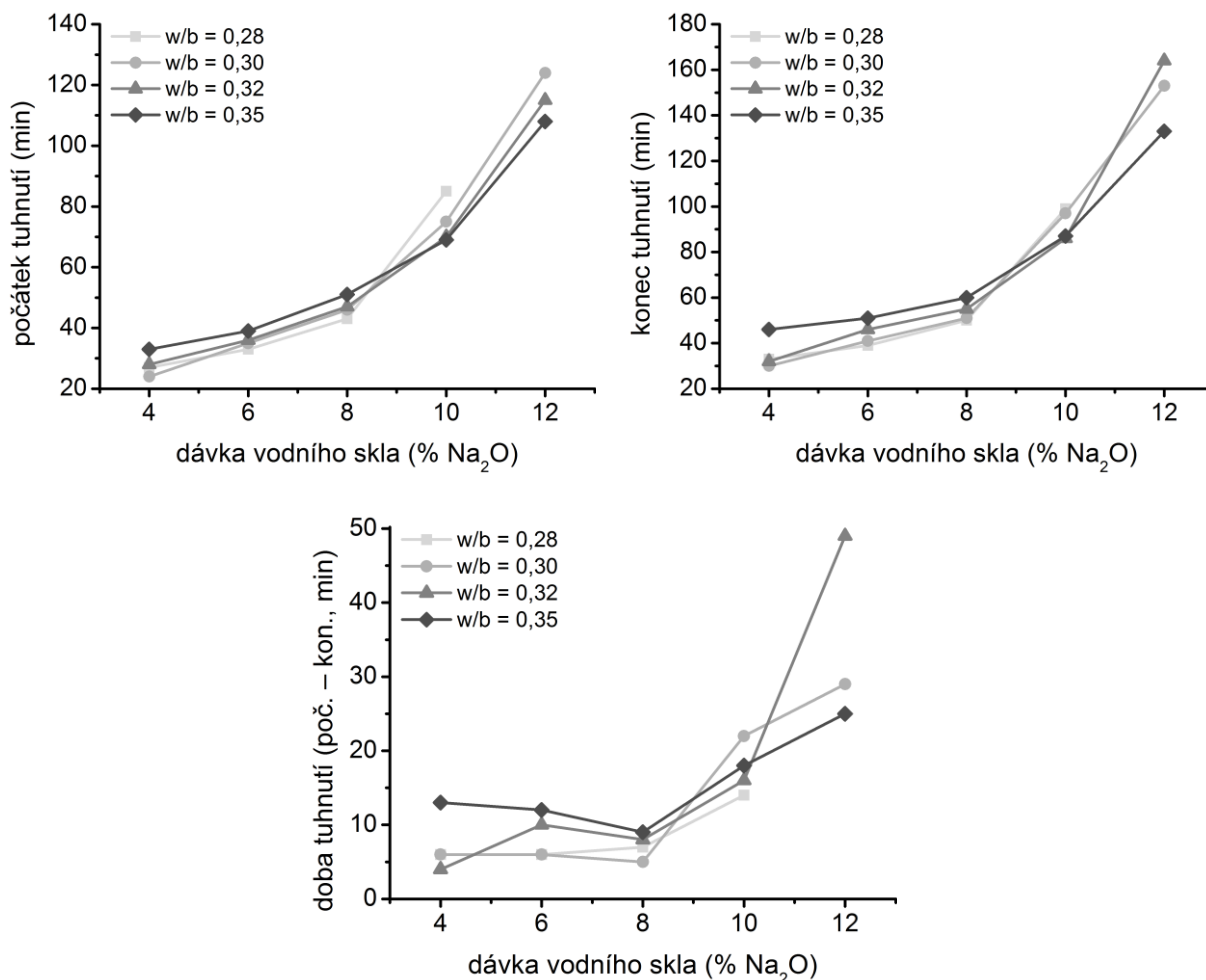 140
120
100
80
60
40
20
w/b = 0,28
w/b = 0,30
w/b = 0,32
w/b = 0,35
počátek tuhnutí (min)
4 6 8 10 12
dávka vodního skla (% Na₂O)
180
160
140
120
100
80
60
40
20
w/b = 0,28
w/b = 0,30
w/b = 0,32
w/b = 0,35
konec tuhnutí (min)
4 6 8 10 12
dávka vodního skla (% Na₂O)
50
40
30
20
10
0
w/b = 0,28
w/b = 0,30
w/b = 0,32
w/b = 0,35
doba tuhnutí (poč. – kon., min)
4 6 8 10 12
dávka vodního skla (% Na₂O)